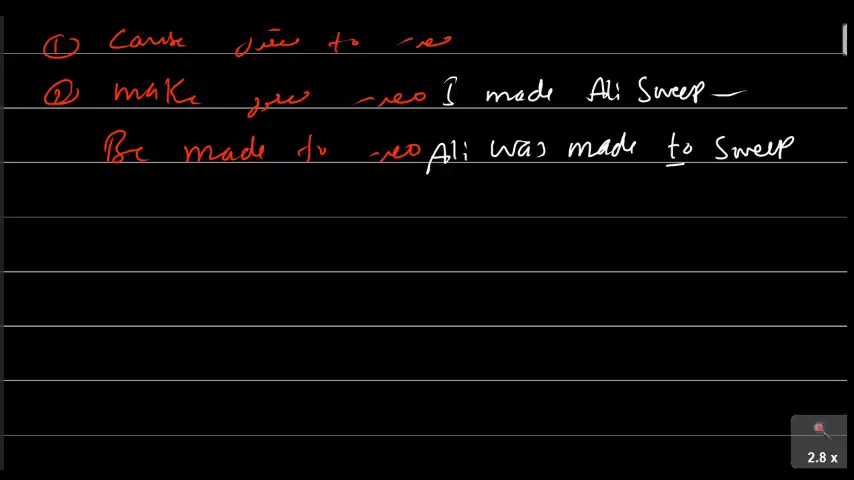 ① Cause مفعول to مصدر
② make مفعول مصدر I made Ali Sweep –
Be made to مصدر Ali was made to Sweep
2.8 x